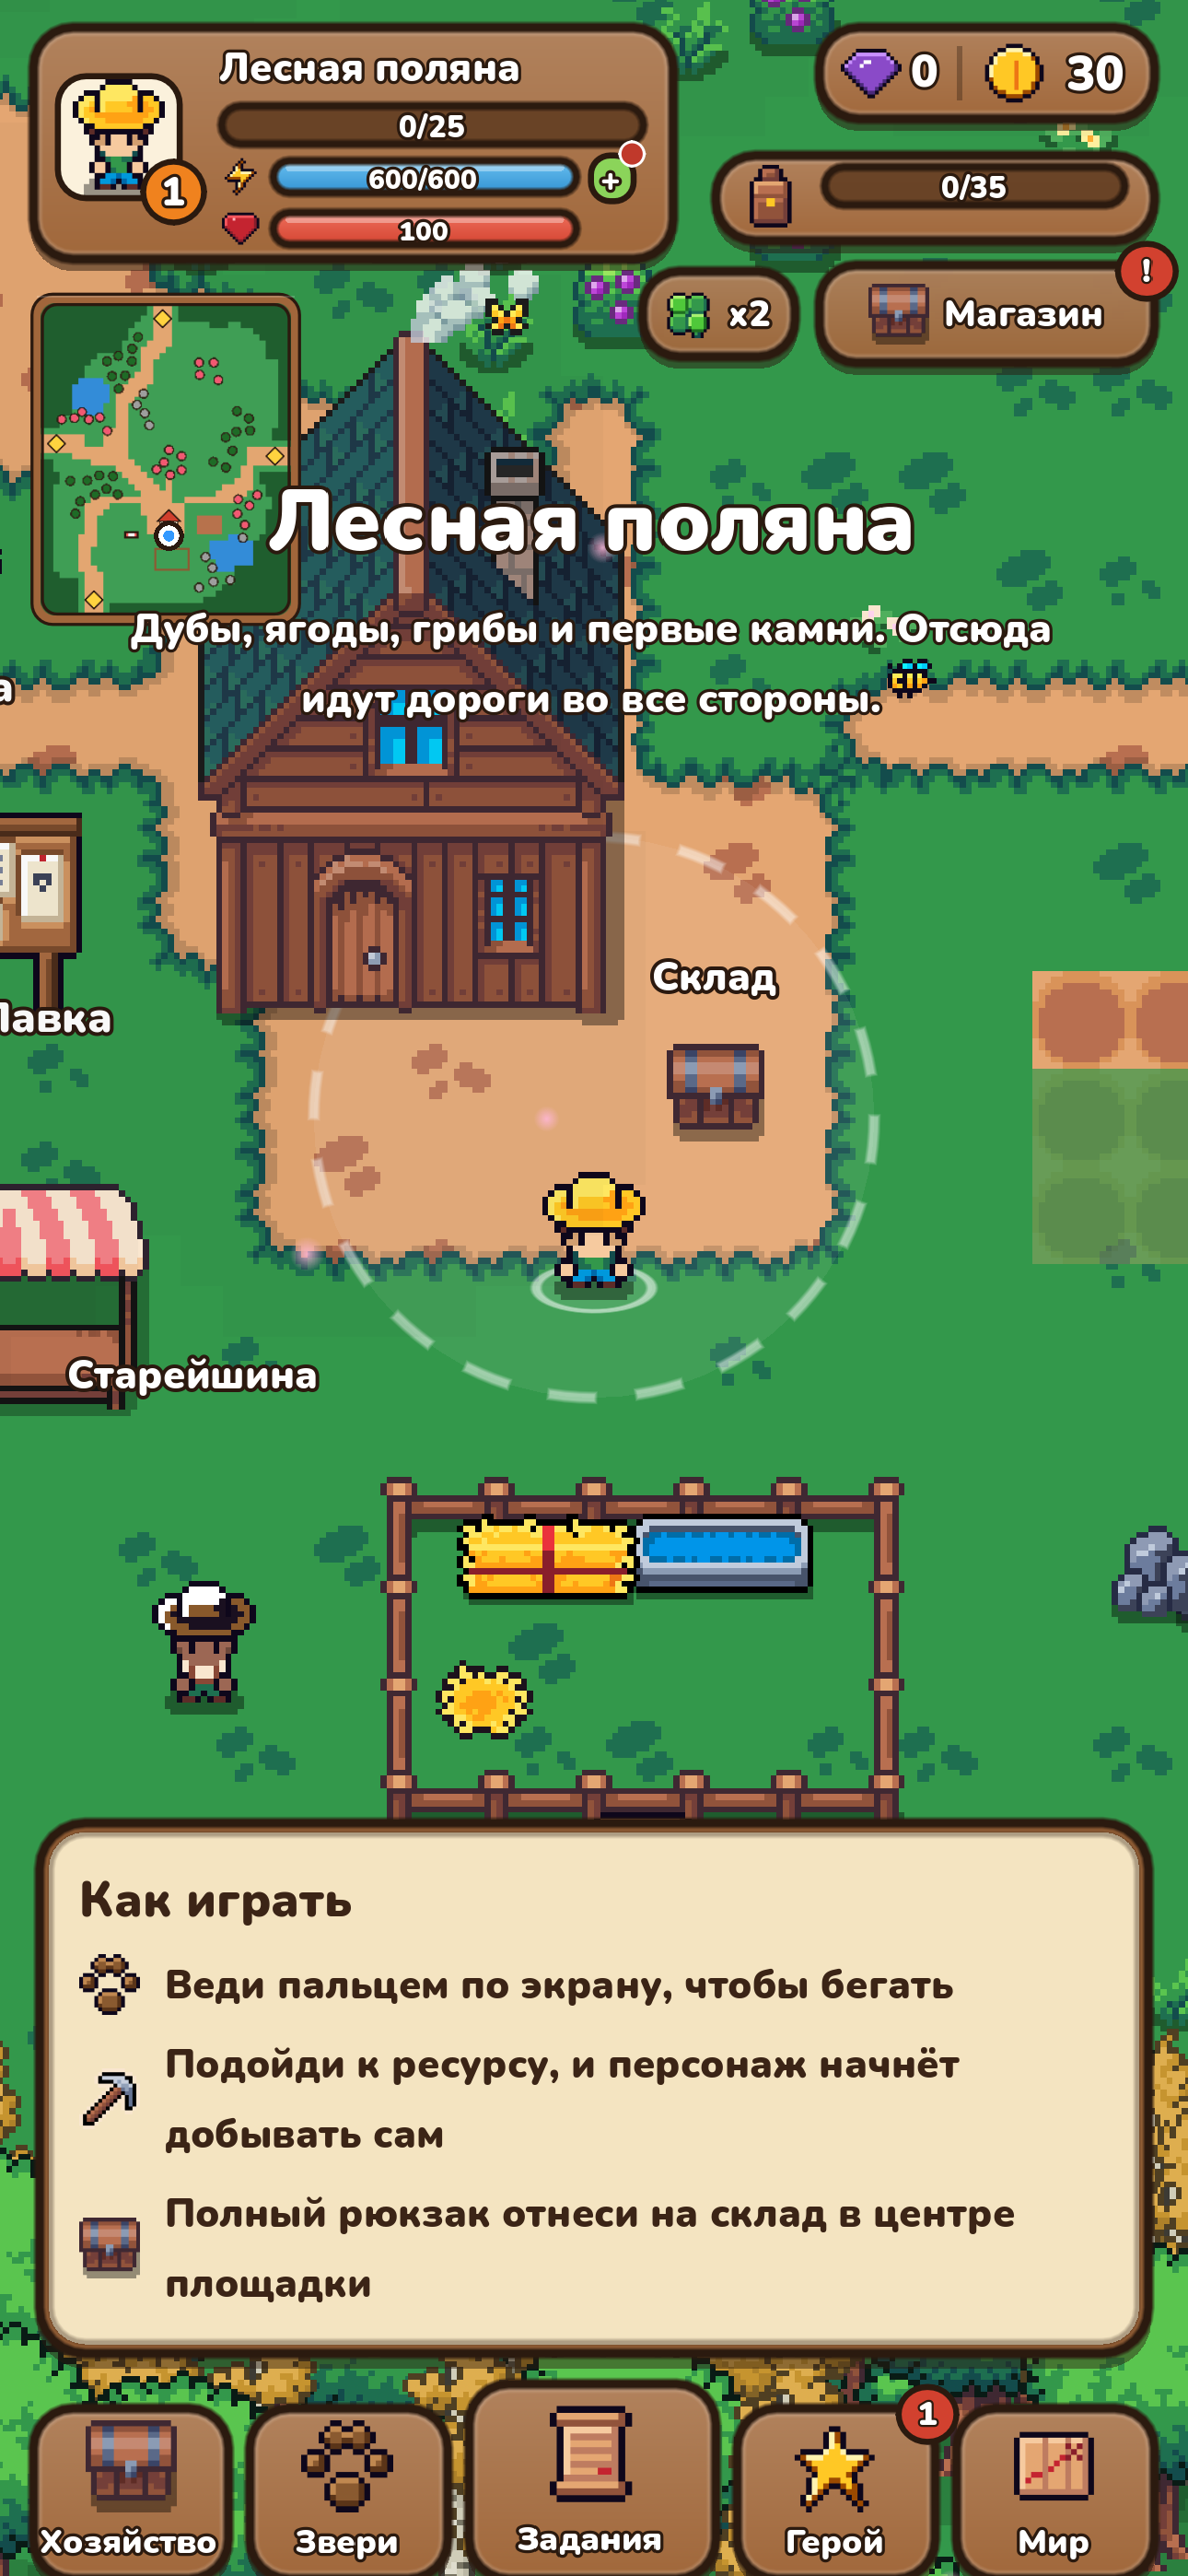 Лесная поляна
0/25
600/600
+
100
1
0
30
0/35
x2
Магазин
!
Лесная поляна
Дубы, ягоды, грибы и первые камни. Отсюда
идут дороги во все стороны.
Склад
Лавка
Старейшина
Как играть
Веди пальцем по экрану, чтобы бегать
Подойди к ресурсу, и персонаж начнёт
добывать сам
Полный рюкзак отнеси на склад в центре
площадки
1
Хозяйство
Звери
Задания
Герой
Мир